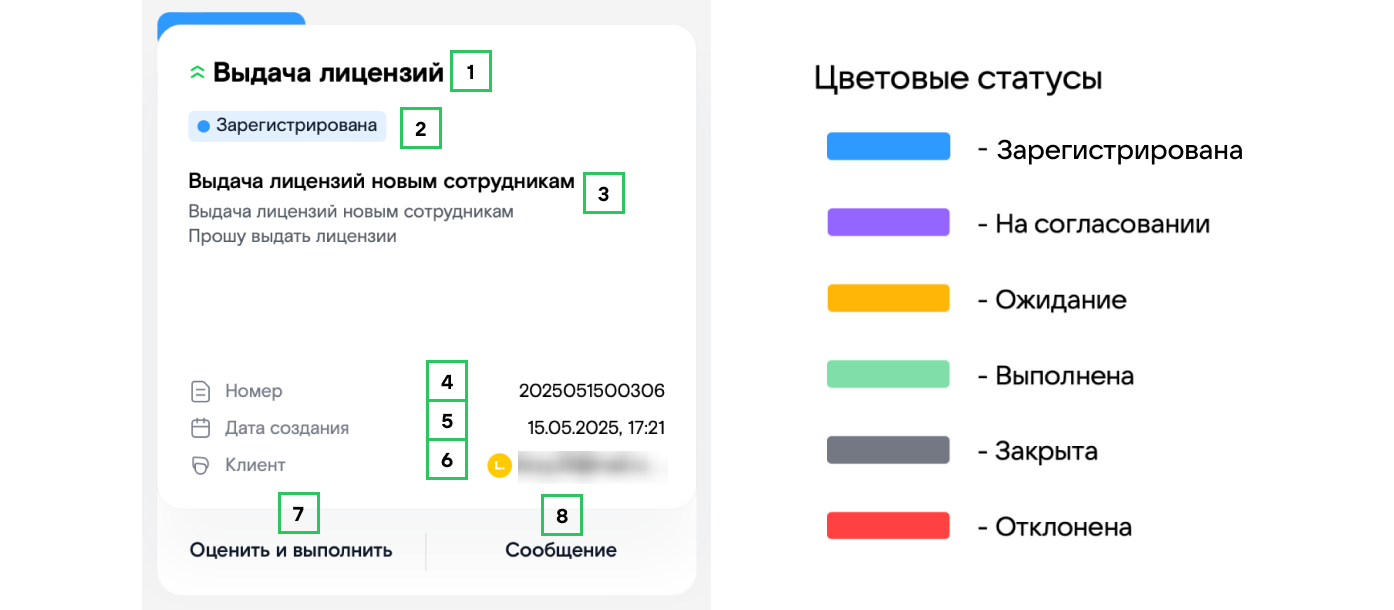 Выдача лицензий 1
Зарегистрирована 2
Выдача лицензий новым сотрудникам 3
Выдача лицензий новым сотрудникам
Прошу выдать лицензии
Номер 4 2025051500306
Дата создания 5 15.05.2025, 17:21
Клиент 6 L
7 8
Оценить и выполнить Сообщение
Цветовые статусы
- Зарегистрирована
- На согласовании
- Ожидание
- Выполнена
- Закрыта
- Отклонена